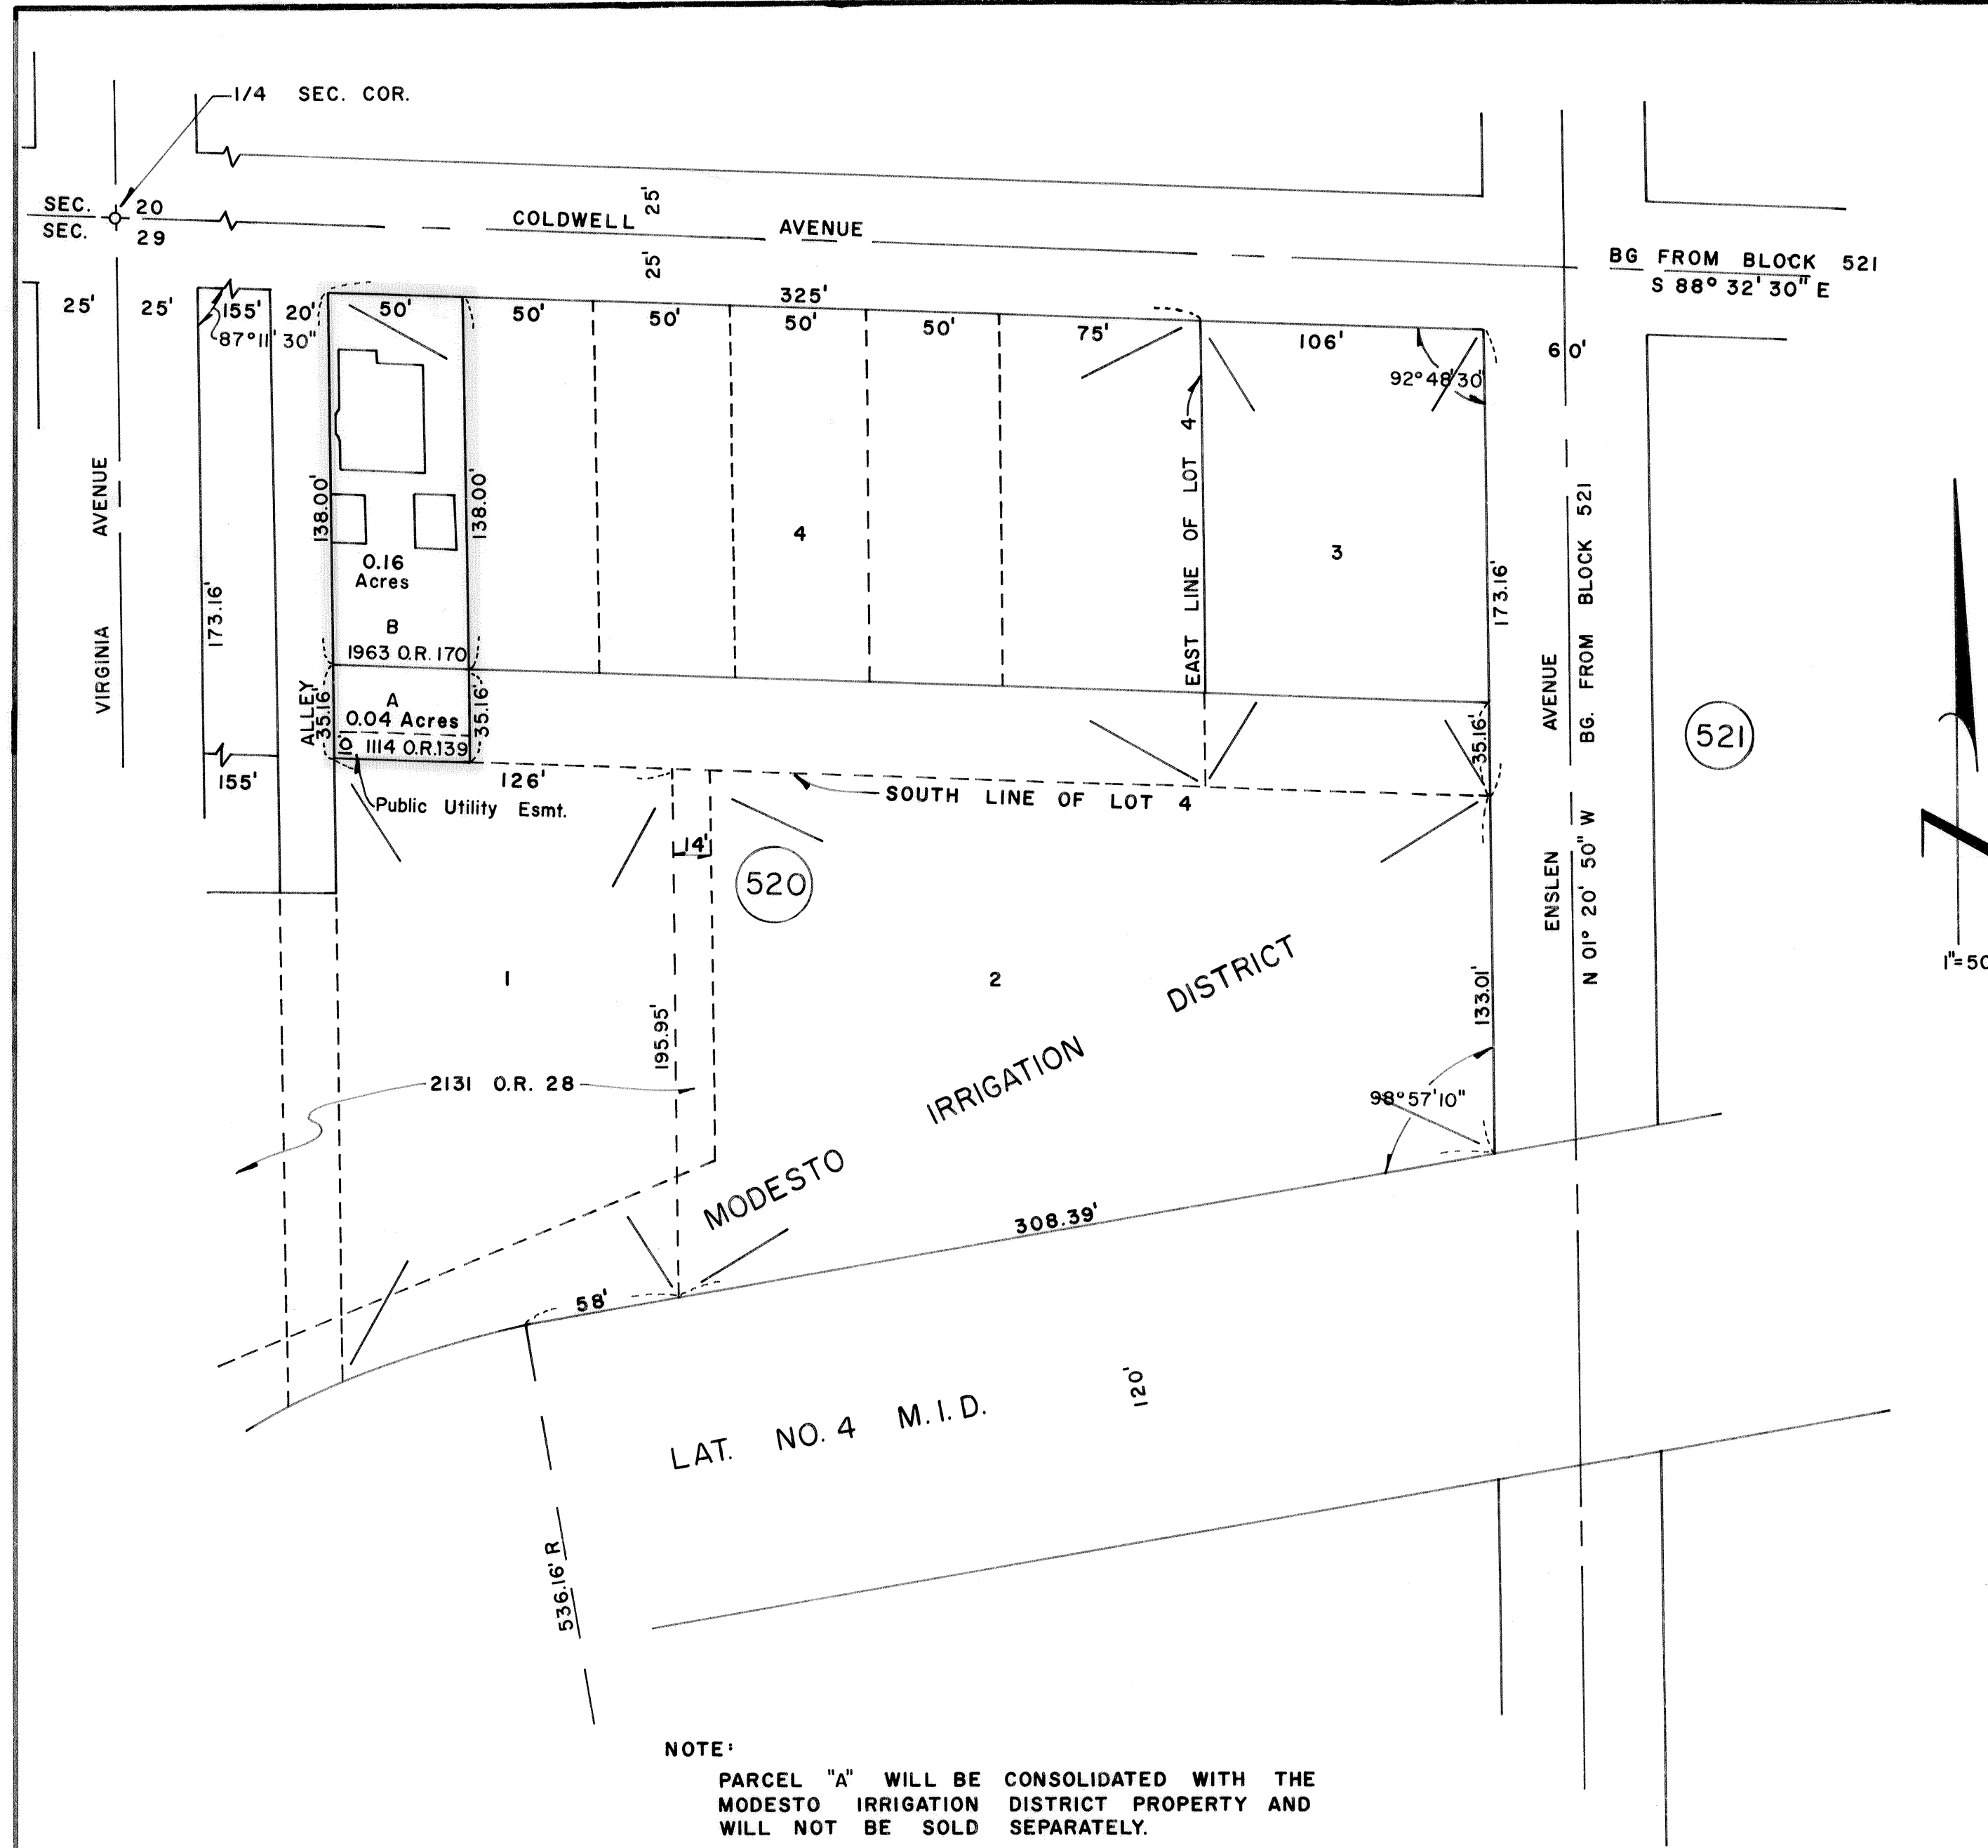 1/4 SEC. COR.
SEC. 20
SEC. 29
COLDWELL AVENUE
25'
25'
BG FROM BLOCK 521
S 88° 32' 30" E
25'
25'
155'
20'
50'
325'
50'
50'
50'
50'
75'
106'
60'
87°11'30"
92°48'30"
VIRGINIA AVENUE
173.16'
138.00'
138.00'
0.16
Acres
B
1963 O.R. 170
4
EAST LINE OF LOT 4
3
173.16'
ENSLEN AVENUE
N 01° 20' 50" W
BG. FROM BLOCK 521
521
ALLEY
35.16'
A
0.04 Acres
35.16'
10'
1114 O.R.139
35.16'
155'
126'
Public Utility Esmt.
SOUTH LINE OF LOT 4
14'
520
1
2
195.95'
133.01'
2131 O.R. 28
98°57'10"
MODESTO IRRIGATION DISTRICT
308.39'
58'
LAT. NO. 4 M.I.D.
120'
536.16' R
1"=50
NOTE:
PARCEL "A" WILL BE CONSOLIDATED WITH THE
MODESTO IRRIGATION DISTRICT PROPERTY AND
WILL NOT BE SOLD SEPARATELY.